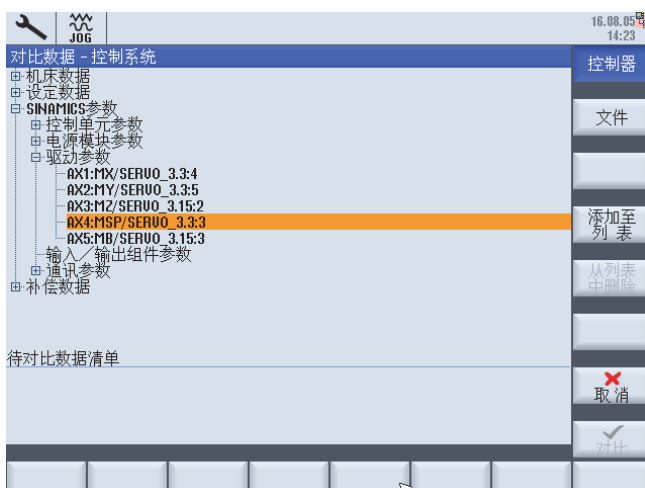 JOG
16.08.05
14:23
对比数据 - 控制系统
机床数据
设定数据
SINAMICS参数
控制单元参数
电源模块参数
驱动参数
AX1:MX/SERVO_3.3:4
AX2:MY/SERVO_3.3:5
AX3:MZ/SERVO_3.15:2
AX4:MSP/SERVO_3.3:3
AX5:MB/SERVO_3.15:3
输入/输出组件参数
通讯参数
补偿数据
待对比数据清单
控制器
文件
添加至
列 表
从列表
中删除
取消
对比